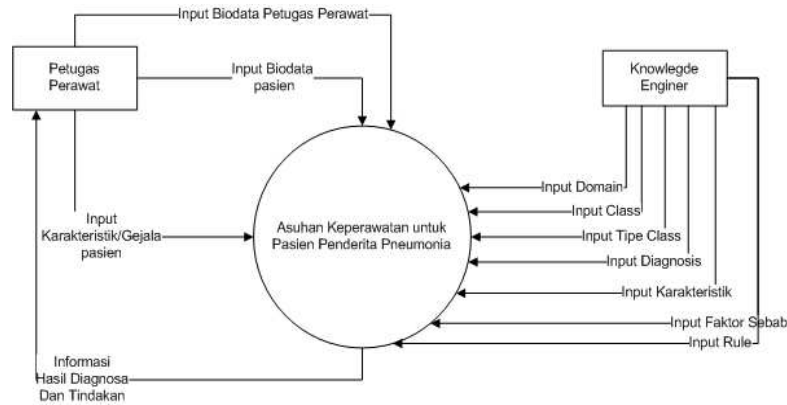 Input Biodata Petugas Perawat
Petugas
Perawat
Input Biodata
pasien
Knowlegde
Enginer
Input Domain
Input Class
Input Tipe Class
Input Diagnosis
Input Karakteristik
Input Faktor Sebab
Input Rule
Asuhan Keperawatan untuk
Pasien Penderita Pneumonia
Input
Karakteristik/Gejala
pasien
Informasi
Hasil Diagnosa
Dan Tindakan